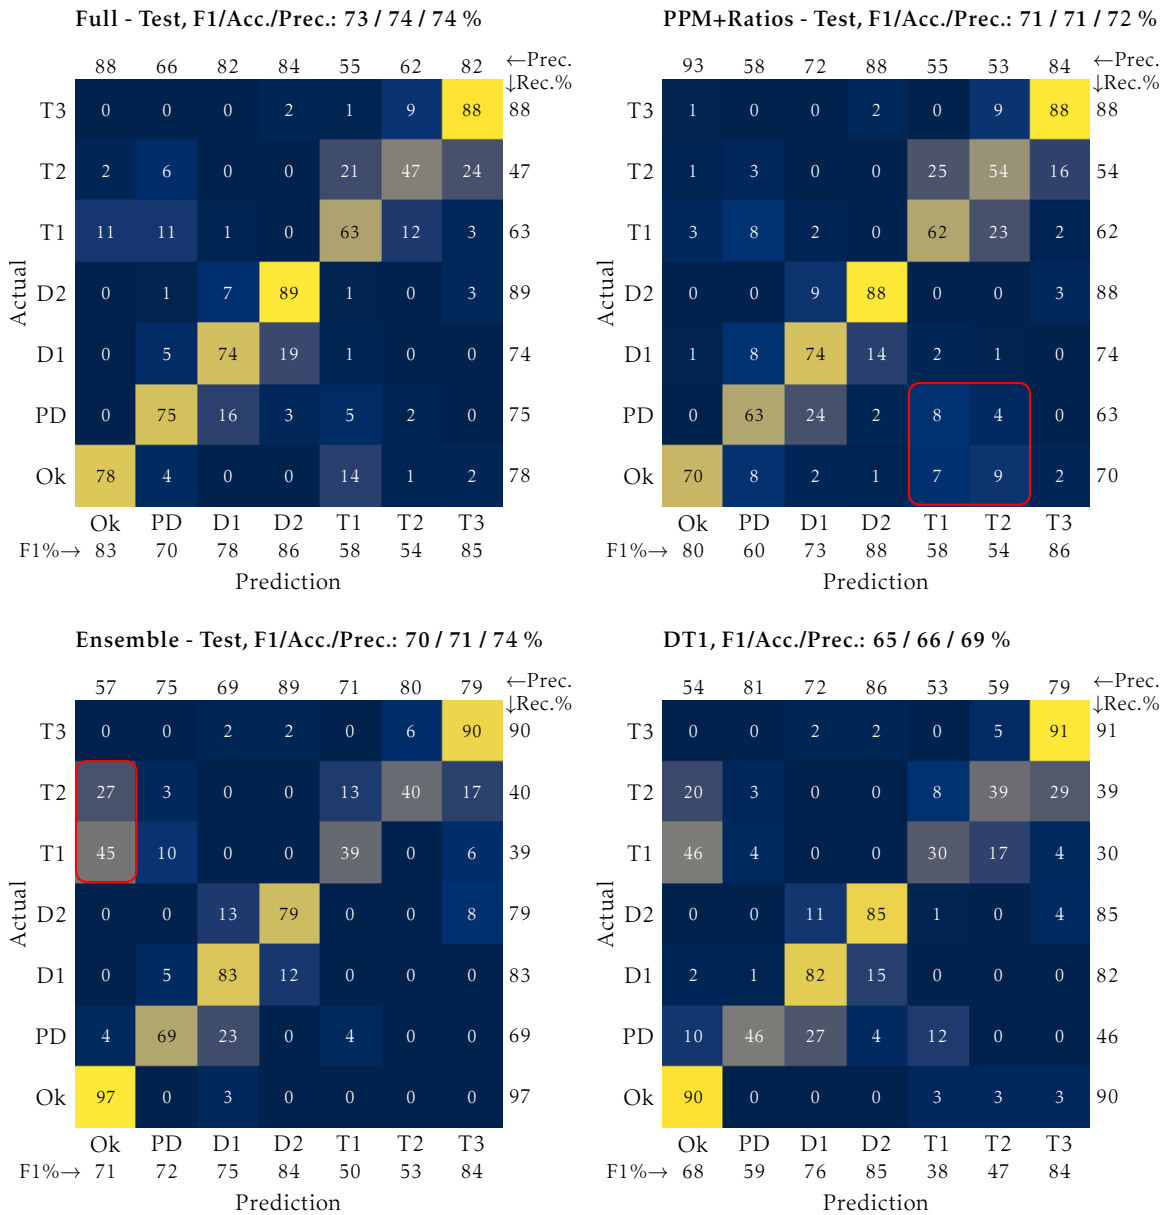 Full - Test, F1/Acc./Prec.: 73 / 74 / 74 %
88 66 82 84 55 62 82 ←Prec.
↓Rec.%
T3 0 0 0 2 1 9 88 88
T2 2 6 0 0 21 47 24 47
T1 11 11 1 0 63 12 3 63
D2 0 1 7 89 1 0 3 89
D1 0 5 74 19 1 0 0 74
PD 0 75 16 3 5 2 0 75
Ok 78 4 0 0 14 1 2 78
Actual
Ok PD D1 D2 T1 T2 T3
F1%→ 83 70 78 86 58 54 85
Prediction
PPM+Ratios - Test, F1/Acc./Prec.: 71 / 71 / 72 %
93 58 72 88 55 53 84 ←Prec.
↓Rec.%
T3 1 0 0 2 0 9 88 88
T2 1 3 0 0 25 54 16 54
T1 3 8 2 0 62 23 2 62
D2 0 0 9 88 0 0 3 88
D1 1 8 74 14 2 1 0 74
PD 0 63 24 2 8 4 0 63
Ok 70 8 2 1 7 9 2 70
Actual
Ok PD D1 D2 T1 T2 T3
F1%→ 80 60 73 88 58 54 86
Prediction
Ensemble - Test, F1/Acc./Prec.: 70 / 71 / 74 %
57 75 69 89 71 80 79 ←Prec.
↓Rec.%
T3 0 0 2 2 0 6 90 90
T2 27 3 0 0 13 40 17 40
T1 45 10 0 0 39 0 6 39
D2 0 0 13 79 0 0 8 79
D1 0 5 83 12 0 0 0 83
PD 4 69 23 0 4 0 0 69
Ok 97 0 3 0 0 0 0 97
Actual
Ok PD D1 D2 T1 T2 T3
F1%→ 71 72 75 84 50 53 84
Prediction
DT1, F1/Acc./Prec.: 65 / 66 / 69 %
54 81 72 86 53 59 79 ←Prec.
↓Rec.%
T3 0 0 2 2 0 5 91 91
T2 20 3 0 0 8 39 29 39
T1 46 4 0 0 30 17 4 30
D2 0 0 11 85 1 0 4 85
D1 2 1 82 15 0 0 0 82
PD 10 46 27 4 12 0 0 46
Ok 90 0 0 0 3 3 3 90
Actual
Ok PD D1 D2 T1 T2 T3
F1%→ 68 59 76 85 38 47 84
Prediction